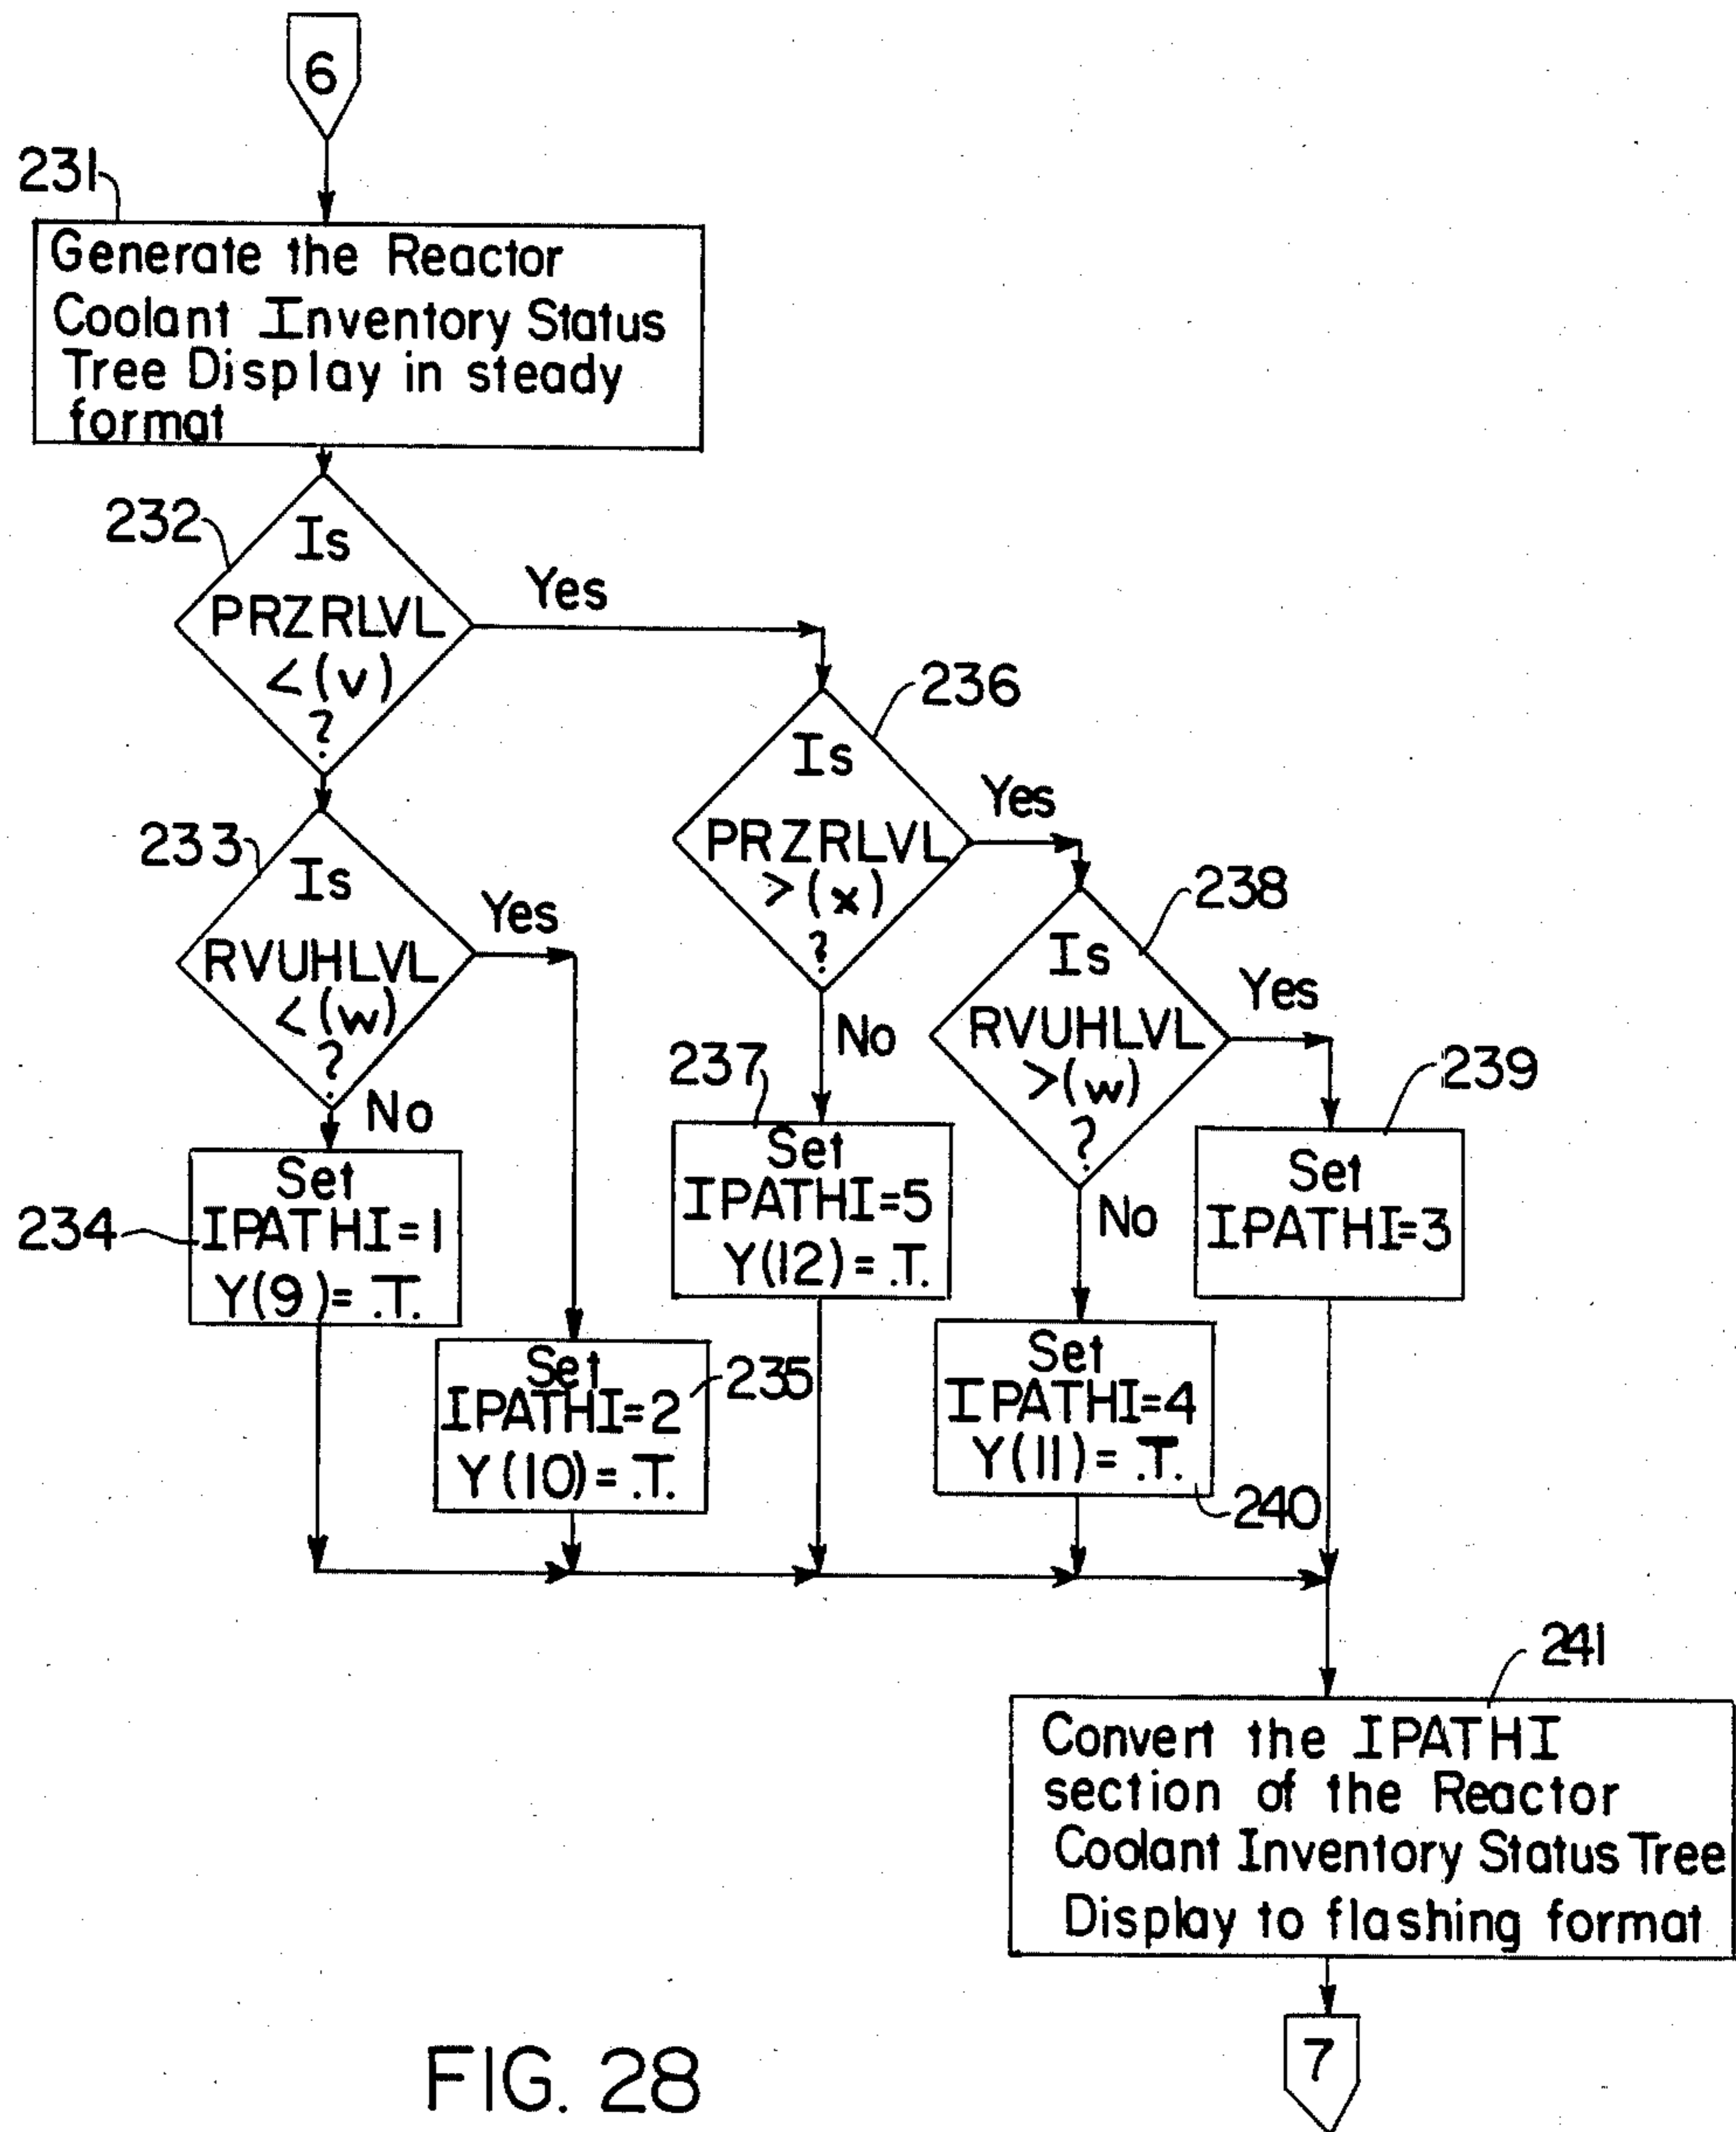 6
231
Generate the Reactor
Coolant Inventory Status
Tree Display in steady
format
232
Is
PRZRLVL
<(v)
?
Yes
236
Is
PRZRLVL
>(x)
?
Yes
233
Is
RVUHLVL
<(w)
?
Yes
No
238
Is
RVUHLVL
>(w)
?
Yes
No
237
No
239
234
Set
IPATHI=1
Y(9)= .T.
Set
IPATHI=2
Y(10)= .T.
235
Set
IPATHI=5
Y(12)= .T.
Set
IPATHI=4
Y(11)= .T.
240
Set
IPATHI=3
241
Convert the IPATHI
section of the Reactor
Coolant Inventory Status Tree
Display to flashing format
7
FIG. 28